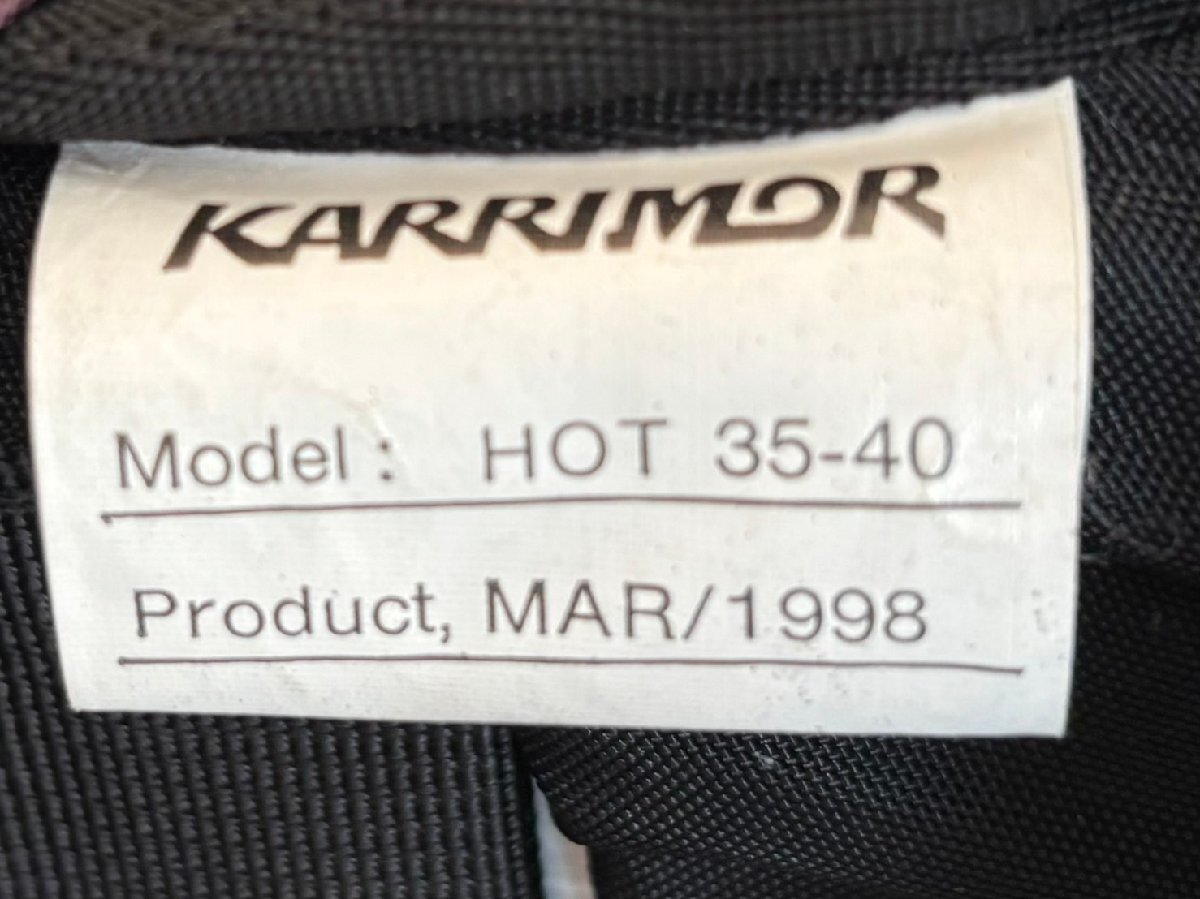 KARRIMOR
Model : HOT 35-40
Product, MAR/1998